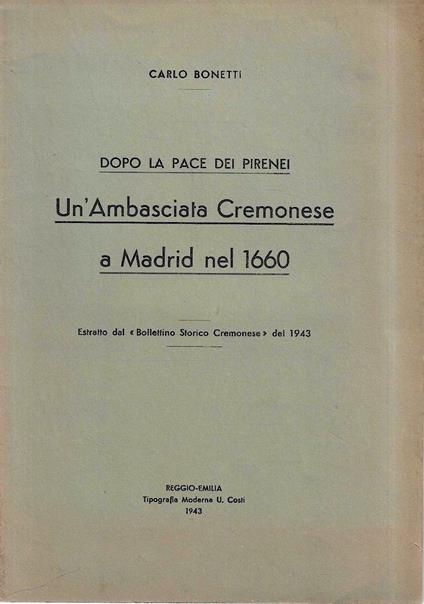 CARLO BONETTI
DOPO LA PACE DEI PIRENEI
Un'Ambasciata Cremonese
a Madrid nel 1660
Estratto dal « Bollettino Storico Cremonese » del 1943
REGGIO-EMILIA
Tipografia Moderna U. Costi
1943